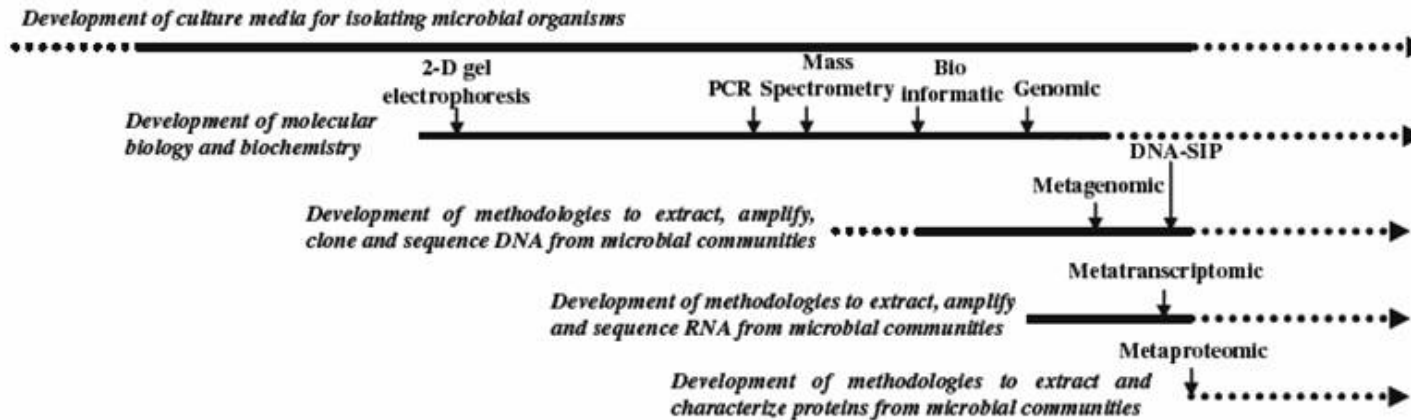 Development of culture media for isolating microbial organisms
2-D gel
electrophoresis
PCR
Mass
Spectrometry
Bio
informatic
Genomic
Development of molecular
biology and biochemistry
DNA-SIP
Metagenomic
Development of methodologies to extract, amplify,
clone and sequence DNA from microbial communities
Metatranscriptomic
Development of methodologies to extract, amplify
and sequence RNA from microbial communities
Metaproteomic
Development of methodologies to extract and
characterize proteins from microbial communities